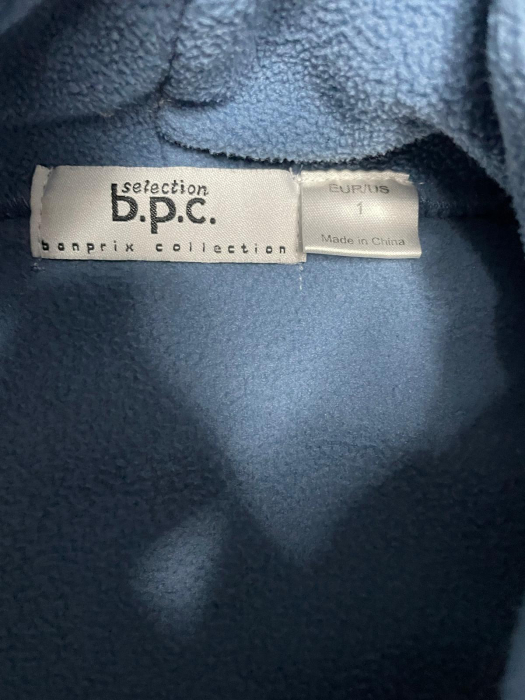 selection
b.p.c.
bonprix collection
EUR/US
1
Made in China